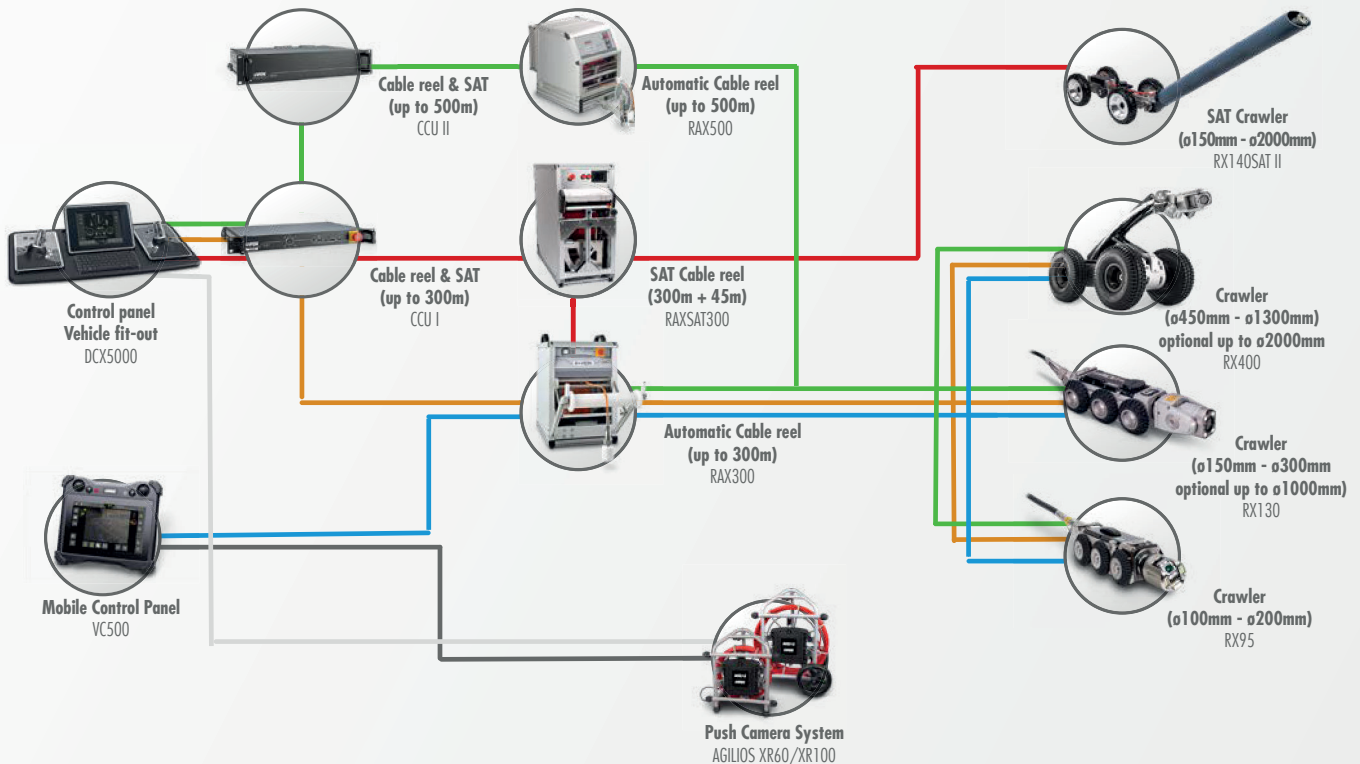 Cable reel & SAT
(up to 500m)
CCU II
Automatic Cable reel
(up to 500m)
RAX500
SAT Crawler
(ø150mm - ø2000mm)
RX140SAT II
Control panel
Vehicle fit-out
DCX5000
Cable reel & SAT
(up to 300m)
CCU I
SAT Cable reel
(300m + 45m)
RAXSAT300
Crawler
(ø450mm - ø1300mm)
optional up to ø2000mm
RX400
Automatic Cable reel
(up to 300m)
RAX300
Crawler
(ø150mm - ø300mm
optional up to ø1000mm)
RX130
Mobile Control Panel
VC500
Crawler
(ø100mm - ø200mm)
RX95
Push Camera System
AGILIOS XR60/XR100